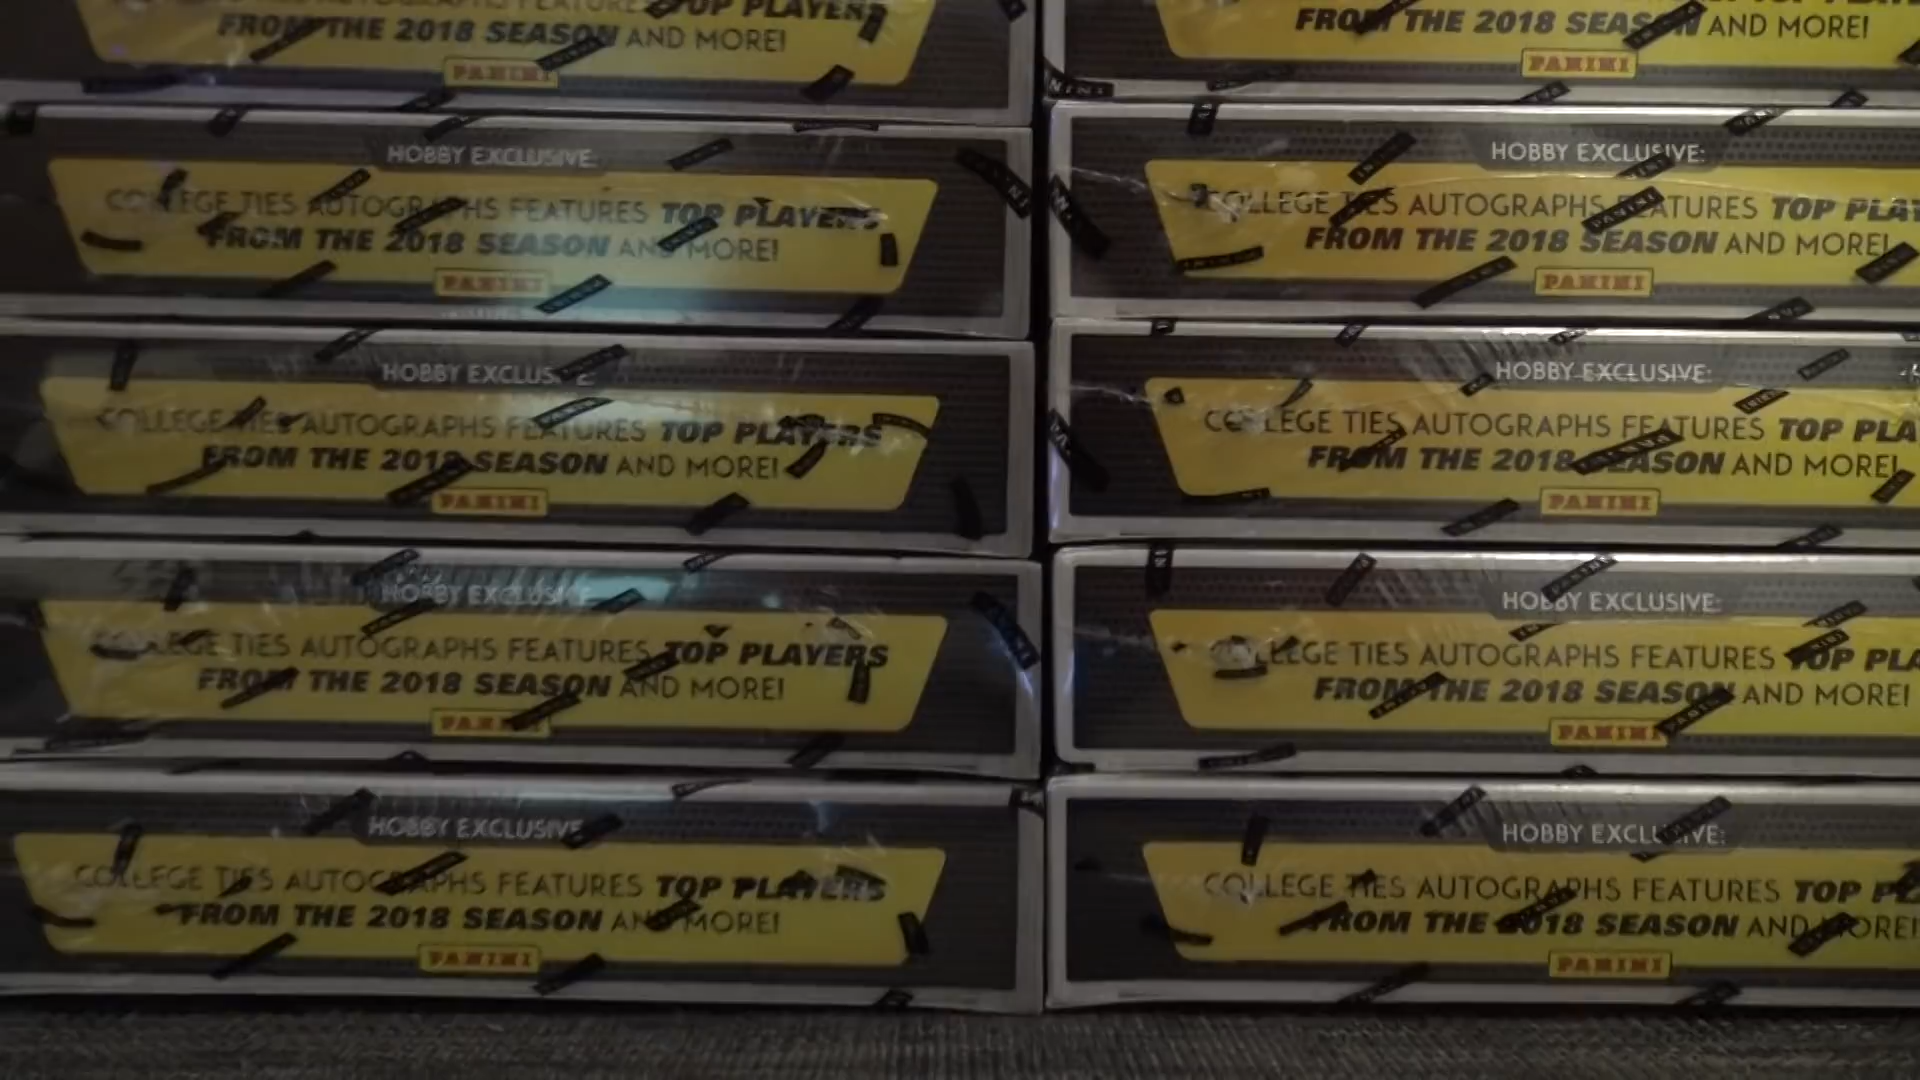 TOP PLAYERS
FROM THE 2018 SEASON AND MORE!
PANINI
HOBBY EXCLUSIVE:
COLLEGE TIES AUTOGRAPHS FEATURES TOP PLAYERS
FROM THE 2018 SEASON AND MORE!
PANINI
HOBBY EXCLUSIVE:
COLLEGE TIES AUTOGRAPHS FEATURES TOP PLAYERS
FROM THE 2018 SEASON AND MORE!
PANINI
HOBBY EXCLUSIVE
COLLEGE TIES AUTOGRAPHS FEATURES TOP PLAYERS
FROM THE 2018 SEASON AND MORE!
PANINI
HOBBY EXCLUSIVE
COLLEGE TIES AUTOGRAPHS FEATURES TOP PLAYERS
FROM THE 2018 SEASON AND MORE!
PANINI
FROM THE 2018 SEASON AND MORE!
PANINI
HOBBY EXCLUSIVE:
COLLEGE TIES AUTOGRAPHS FEATURES TOP PLAY
FROM THE 2018 SEASON AND MORE!
PANINI
HOBBY EXCLUSIVE:
COLLEGE TIES AUTOGRAPHS FEATURES TOP PLA
FROM THE 2018 SEASON AND MORE!
PANINI
HOBBY EXCLUSIVE:
COLLEGE TIES AUTOGRAPHS FEATURES TOP PLA
FROM THE 2018 SEASON AND MORE!
PANINI
HOBBY EXCLUSIVE:
COLLEGE TIES AUTOGRAPHS FEATURES TOP PL
FROM THE 2018 SEASON AND MORE!
PANINI